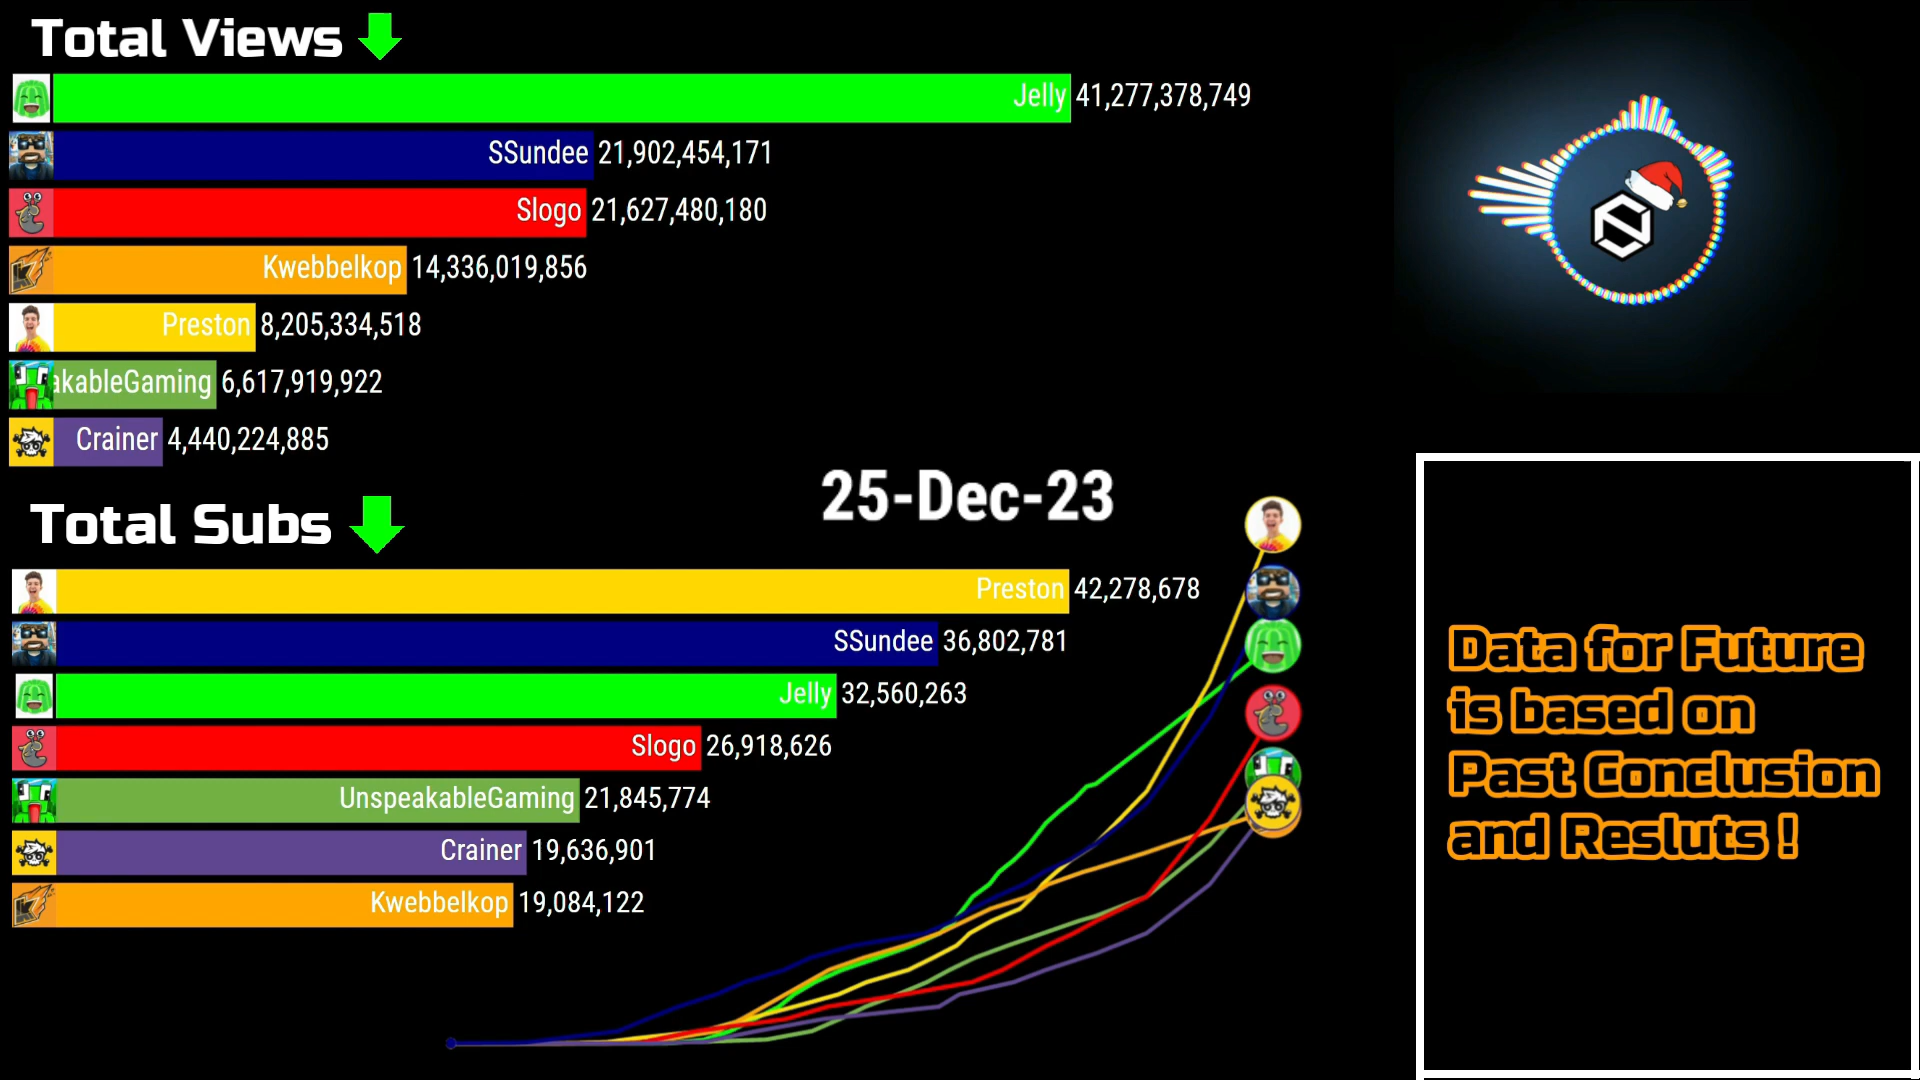 Total Views
Jelly 41,277,378,749
SSundee 21,902,454,171
Slogo 21,627,480,180
Kwebbelkop 14,336,019,856
Preston 8,205,334,518
akableGaming 6,617,919,922
Crainer 4,440,224,885
25-Dec-23
Total Subs
Preston 42,278,678
SSundee 36,802,781
Jelly 32,560,263
Slogo 26,918,626
UnspeakableGaming 21,845,774
Crainer 19,636,901
Kwebbelkop 19,084,122
Data for Future
is based on
Past Conclusion
and Resluts !